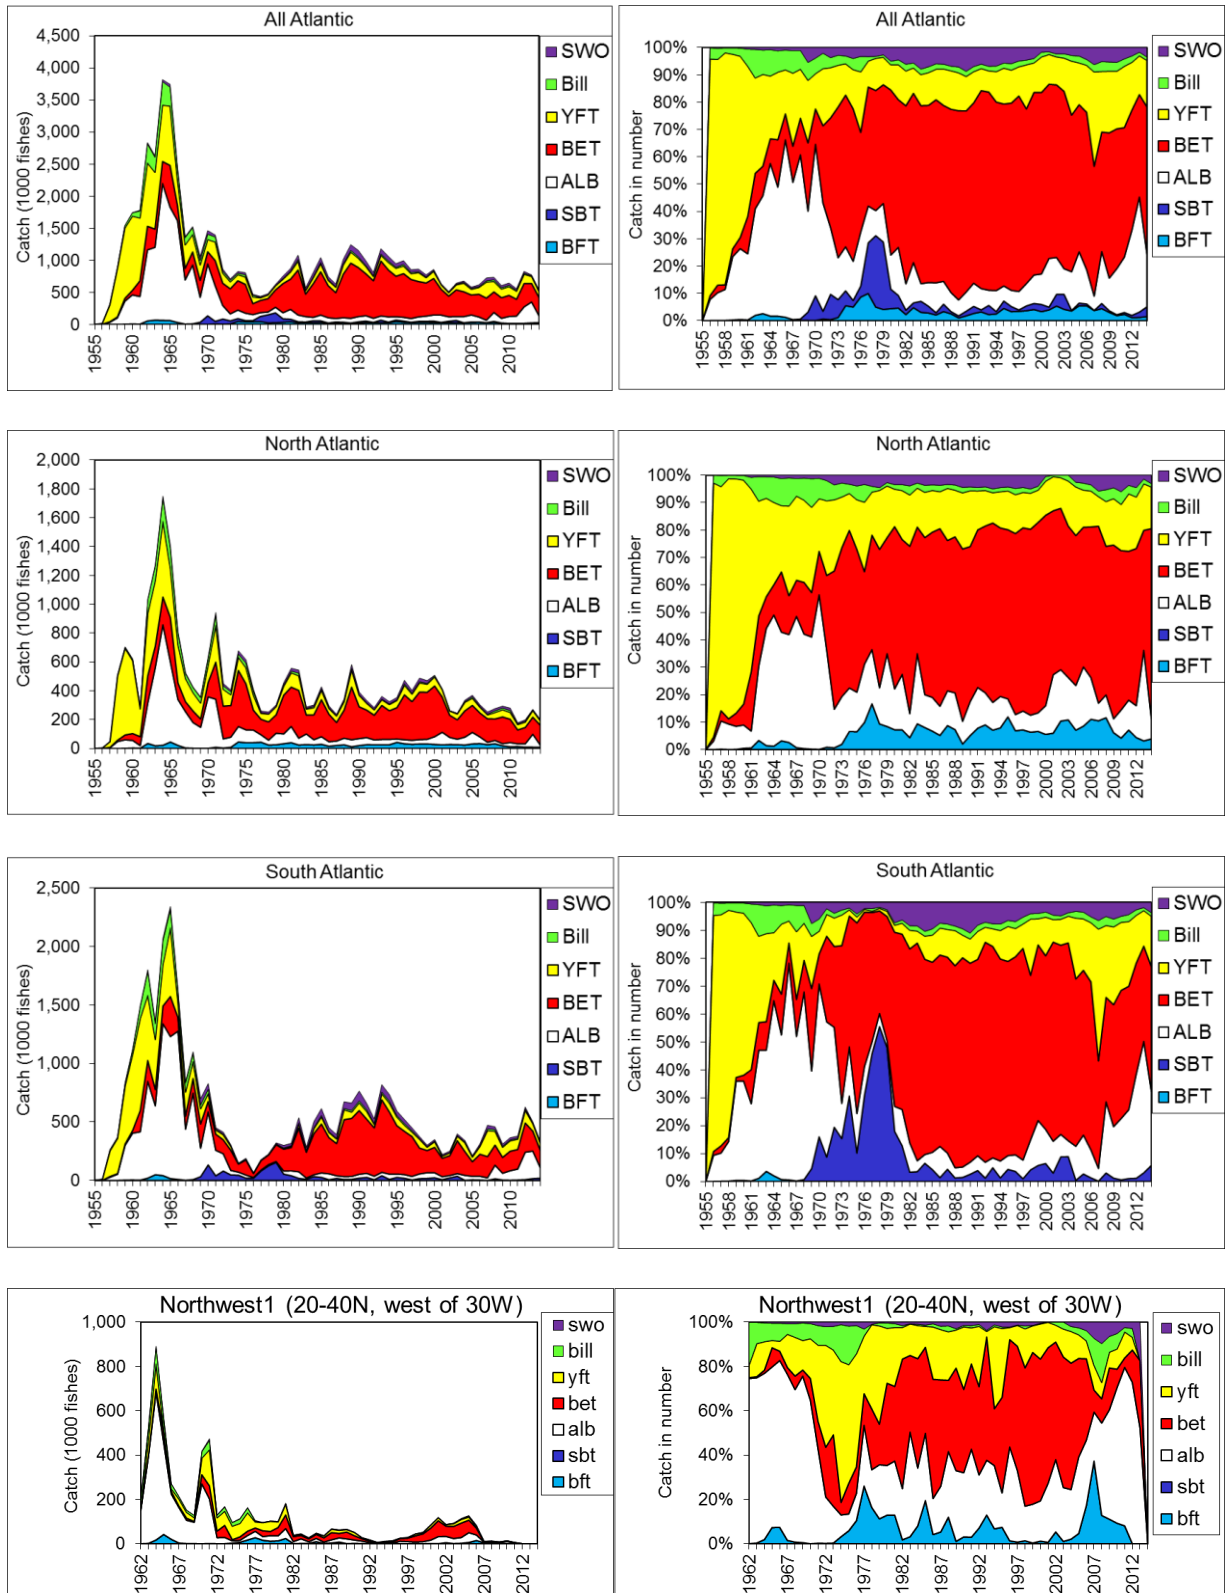 All Atlantic
Catch (1000 fishes)
4,500
4,000
3,500
3,000
2,500
2,000
1,500
1,000
500
0
1955
1960
1965
1970
1975
1980
1985
1990
1995
2000
2005
2010
SWO
Bill
YFT
BET
ALB
SBT
BFT
All Atlantic
Catch in number
100%
90%
80%
70%
60%
50%
40%
30%
20%
10%
0%
1955
1958
1961
1964
1967
1970
1973
1976
1979
1982
1985
1988
1991
1994
1997
2000
2003
2006
2009
2012
SWO
Bill
YFT
BET
ALB
SBT
BFT
North Atlantic
Catch (1000 fishes)
2,000
1,800
1,600
1,400
1,200
1,000
800
600
400
200
0
1955
1960
1965
1970
1975
1980
1985
1990
1995
2000
2005
2010
SWO
Bill
YFT
BET
ALB
SBT
BFT
North Atlantic
Catch in number
100%
90%
80%
70%
60%
50%
40%
30%
20%
10%
0%
1955
1958
1961
1964
1967
1970
1973
1976
1979
1982
1985
1988
1991
1994
1997
2000
2003
2006
2009
2012
SWO
Bill
YFT
BET
ALB
SBT
BFT
South Atlantic
Catch (1000 fishes)
2,500
2,000
1,500
1,000
500
0
1955
1960
1965
1970
1975
1980
1985
1990
1995
2000
2005
2010
SWO
Bill
YFT
BET
ALB
SBT
BFT
South Atlantic
Catch in number
100%
90%
80%
70%
60%
50%
40%
30%
20%
10%
0%
1955
1958
1961
1964
1967
1970
1973
1976
1979
1982
1985
1988
1991
1994
1997
2000
2003
2006
2009
2012
SWO
Bill
YFT
BET
ALB
SBT
BFT
Northwest1 (20-40N, west of 30W)
Catch (1000 fishes)
1,000
800
600
400
200
0
1962
1967
1972
1977
1982
1987
1992
1997
2002
2007
2012
swo
bill
yft
bet
alb
sbt
bft
Northwest1 (20-40N, west of 30W)
Catch in number
100%
80%
60%
40%
20%
0%
1962
1967
1972
1977
1982
1987
1992
1997
2002
2007
2012
swo
bill
yft
bet
alb
sbt
bft